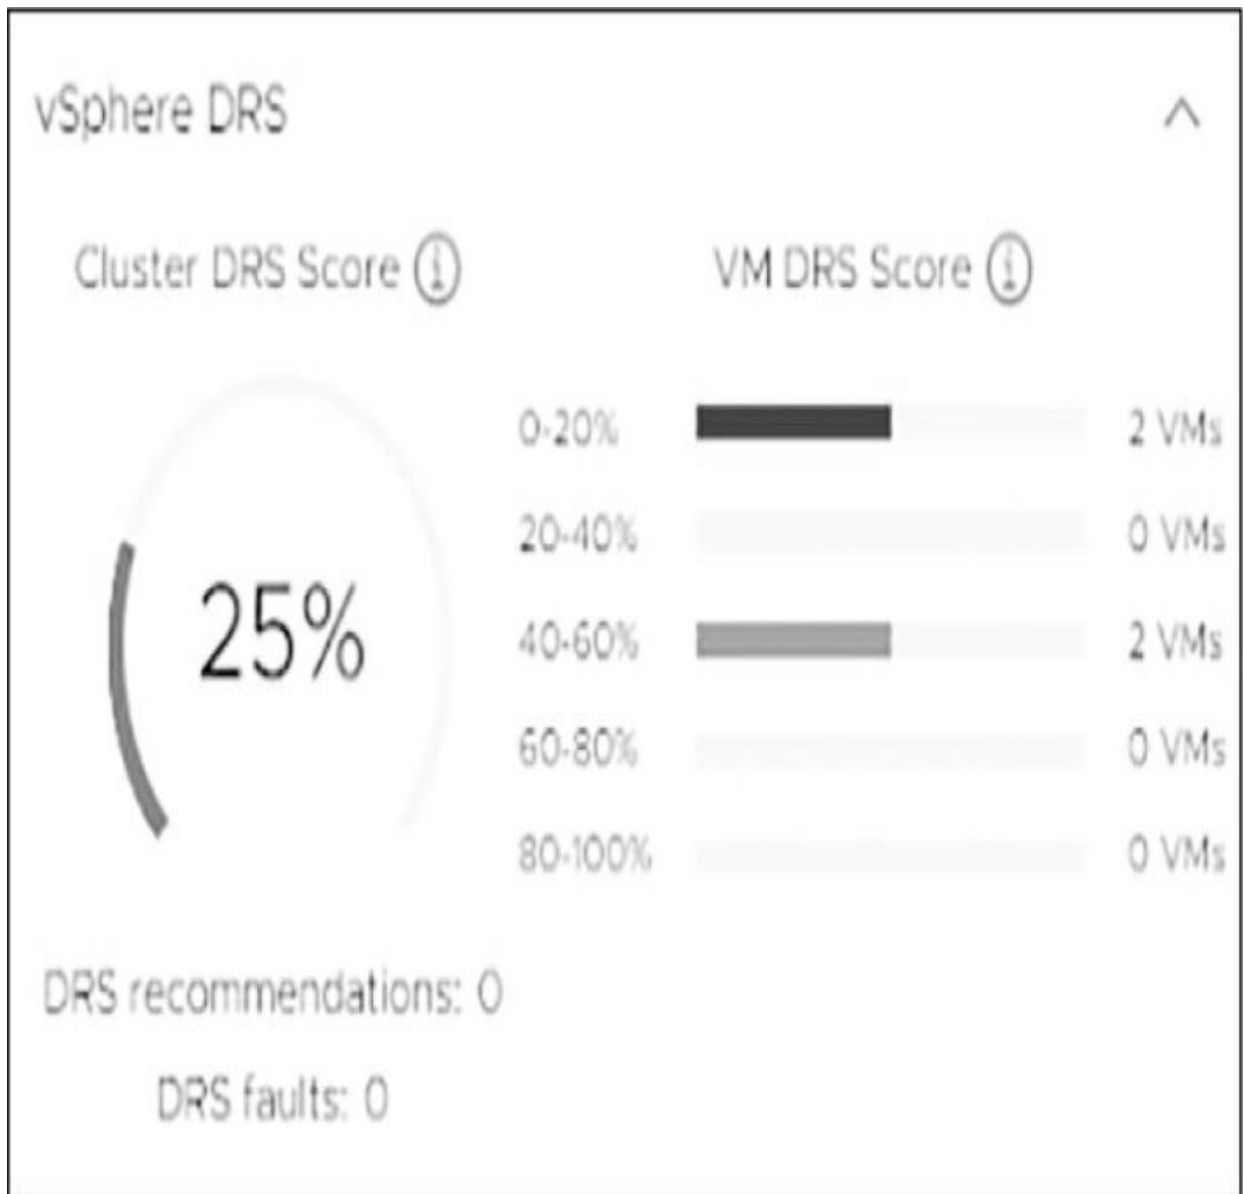 vSphere DRS
Cluster DRS Score
VM DRS Score
25%
0-20% 2 VMs
20-40% 0 VMs
40-60% 2 VMs
60-80% 0 VMs
80-100% 0 VMs
DRS recommendations: 0
DRS faults: 0